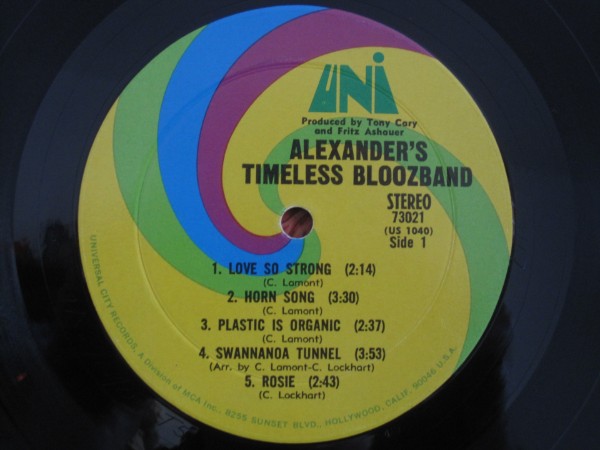 UNI
Produced by Tony Cary
and Fritz Ashauer
ALEXANDER'S
TIMELESS BLOOZBAND
STEREO
73021
(US 1040)
Side 1
1. LOVE SO STRONG (2:14)
(C. Lamont)
2. HORN SONG (3:30)
(C. Lamont)
3. PLASTIC IS ORGANIC (2:37)
(C. Lamont)
4. SWANNANOA TUNNEL (3:53)
(Arr. by C. Lamont-C. Lockhart)
5. ROSIE (2:43)
(C. Lockhart)
UNIVERSAL CITY RECORDS, A Division of MCA Inc., 8255 SUNSET BLVD., HOLLYWOOD, CALIF. 90046 U.S.A.